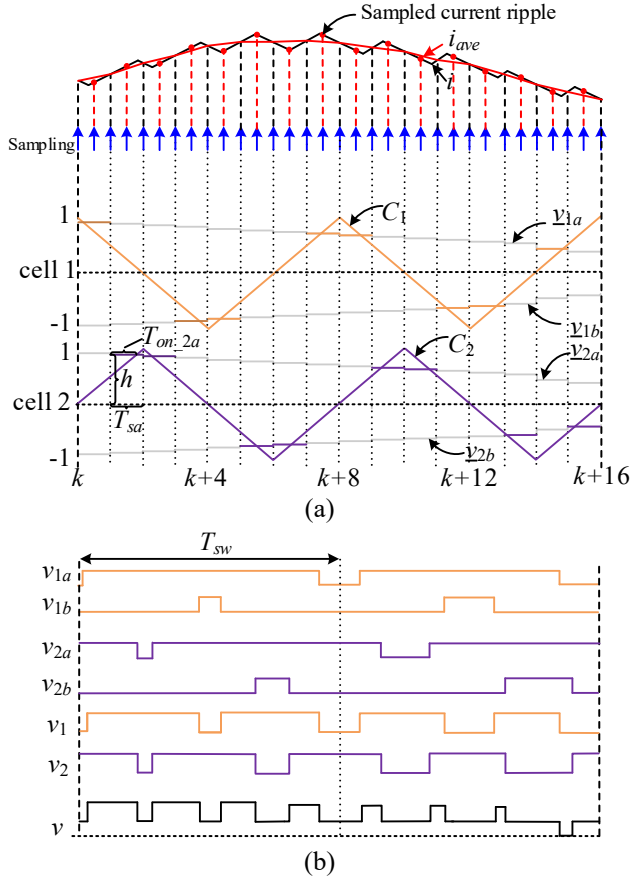 Sampled current ripple
i_ave
i
Sampling
1
C_1
v_1a
cell 1
-1
v_1b
T_on_2a
C_2
v_2a
1
h
cell 2
T_sa
-1
v_2b
k
k+4
k+8
k+12
k+16
(a)
T_sw
v_1a
v_1b
v_2a
v_2b
v_1
v_2
v
(b)